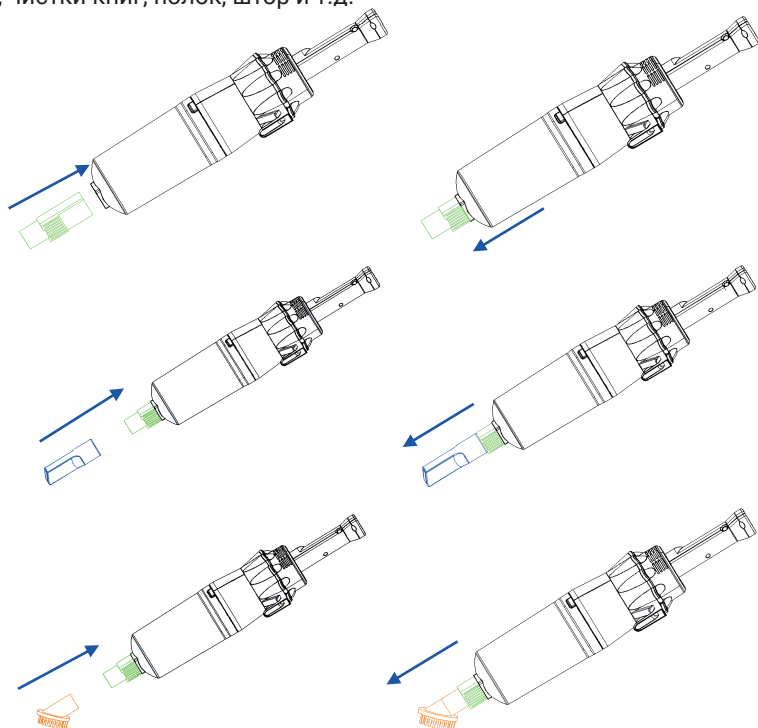 , чистки книг, полок, штор и т.д.